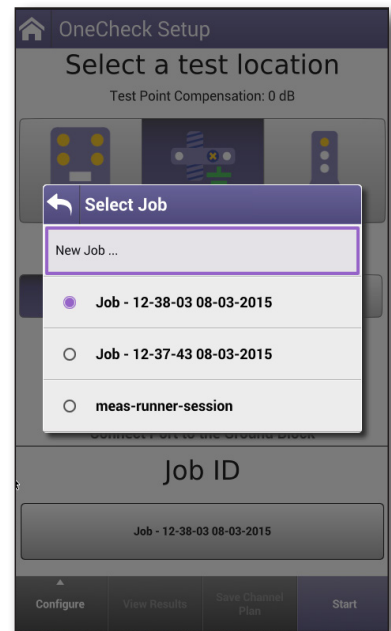 OneCheck Setup
Select a test location
Test Point Compensation: 0 dB
Select Job
New Job ...
Job - 12-38-03 08-03-2015
Job - 12-37-43 08-03-2015
meas-runner-session
Connect Port to the Ground Block
Job ID
Job - 12-38-03 08-03-2015
Configure
View Results
Save Channel
Plan
Start